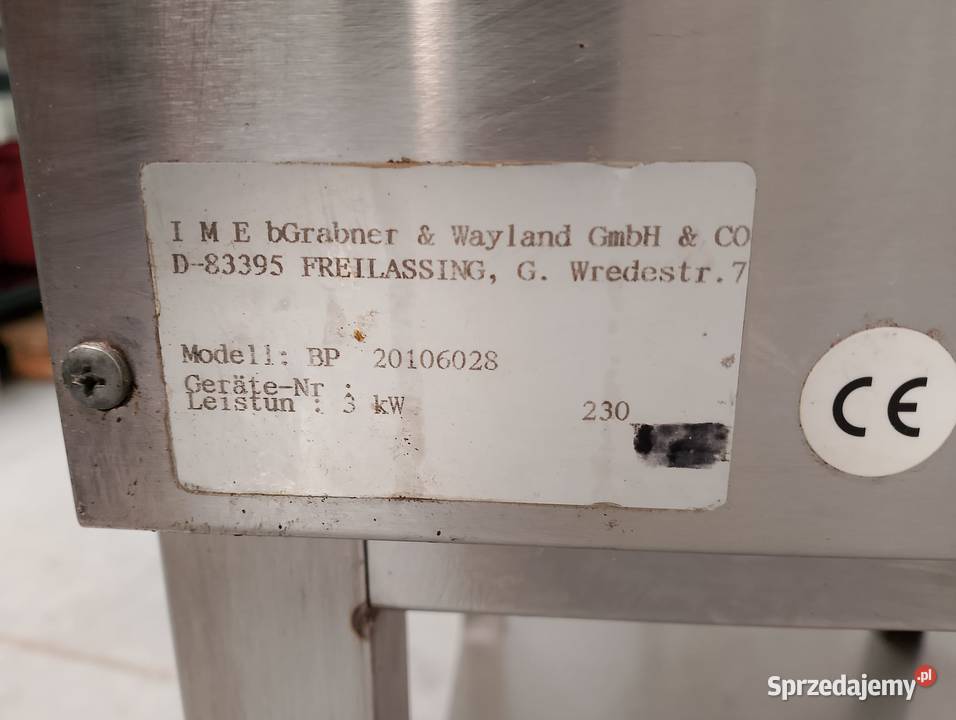 I M E bGrabner & Wayland GmbH & CO
D-83395 FREILASSING, G. Wredestr.7
Modell: BP 20106028
Geräte-Nr :
Leistun : 3 kW 230
CE
Sprzedajemy.pl